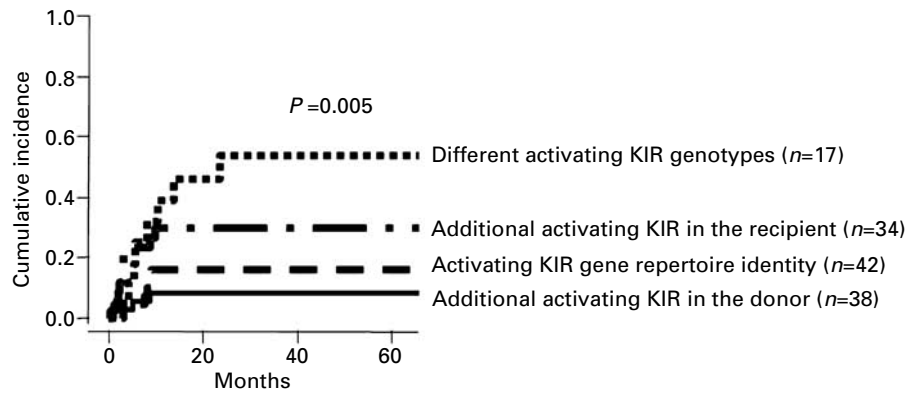 1.0
0.8
0.6
0.4
0.2
0.0
Cumulative incidence
P =0.005
Different activating KIR genotypes (n=17)
Additional activating KIR in the recipient (n=34)
Activating KIR gene repertoire identity (n=42)
Additional activating KIR in the donor (n=38)
0 20 40 60
Months